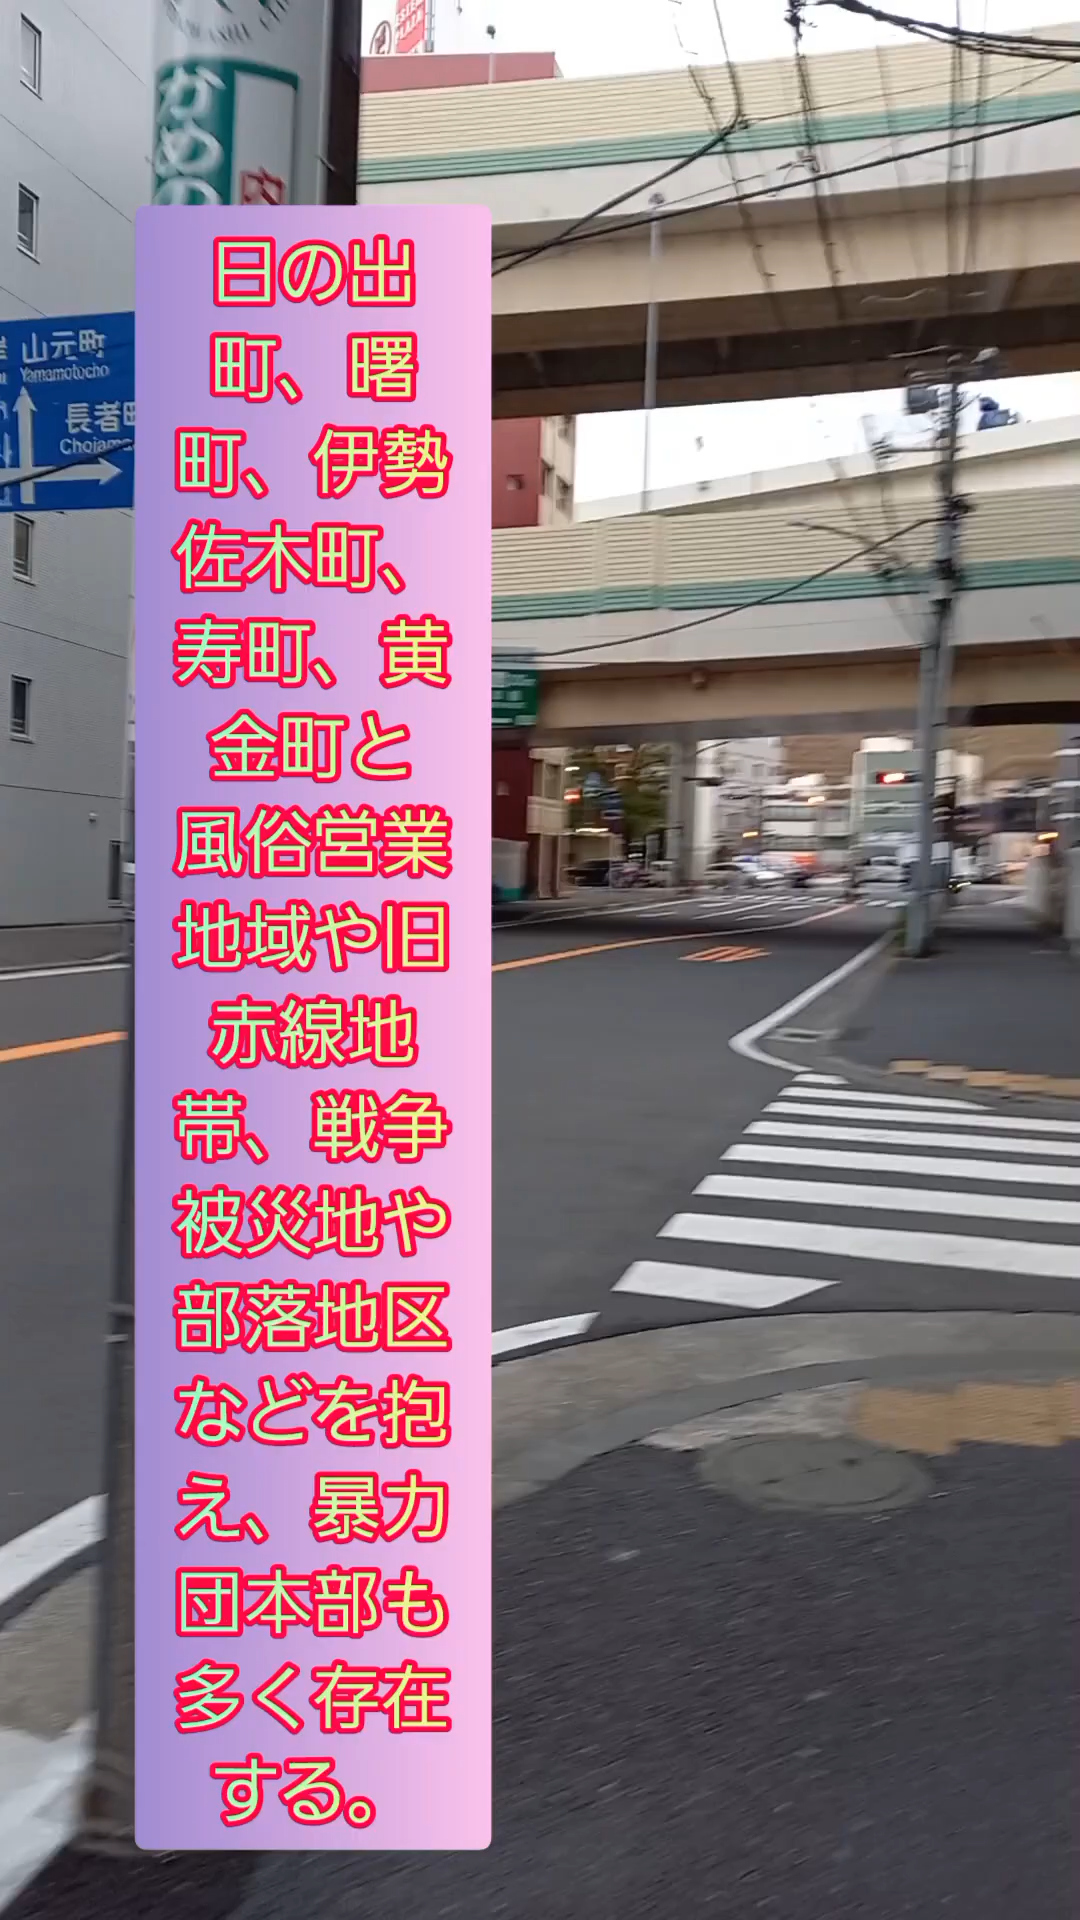 かめの
山元町
Yamamotocho
長者町
日の出
町、曙
町、伊勢
佐木町、
寿町、黄
金町と
風俗営業
地域や旧
赤線地
帯、戦争
被災地や
部落地区
などを抱
え、暴力
団本部も
多く存在
する。